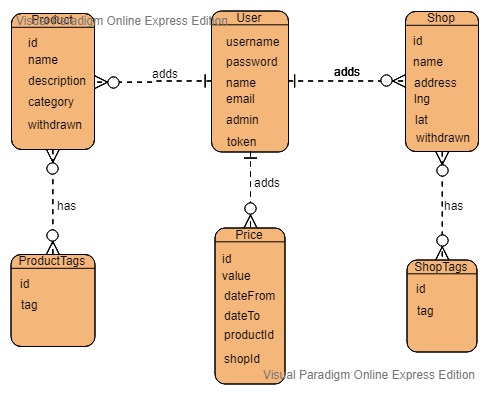 Visual Paradigm Online Express Edition
Product
id
name
description
category
withdrawn
adds
User
username
password
name
email
admin
token
adds
Shop
id
name
address
lng
lat
withdrawn
has
adds
has
ProductTags
id
tag
Price
id
value
dateFrom
dateTo
productId
shopId
ShopTags
id
tag
Visual Paradigm Online Express Edition